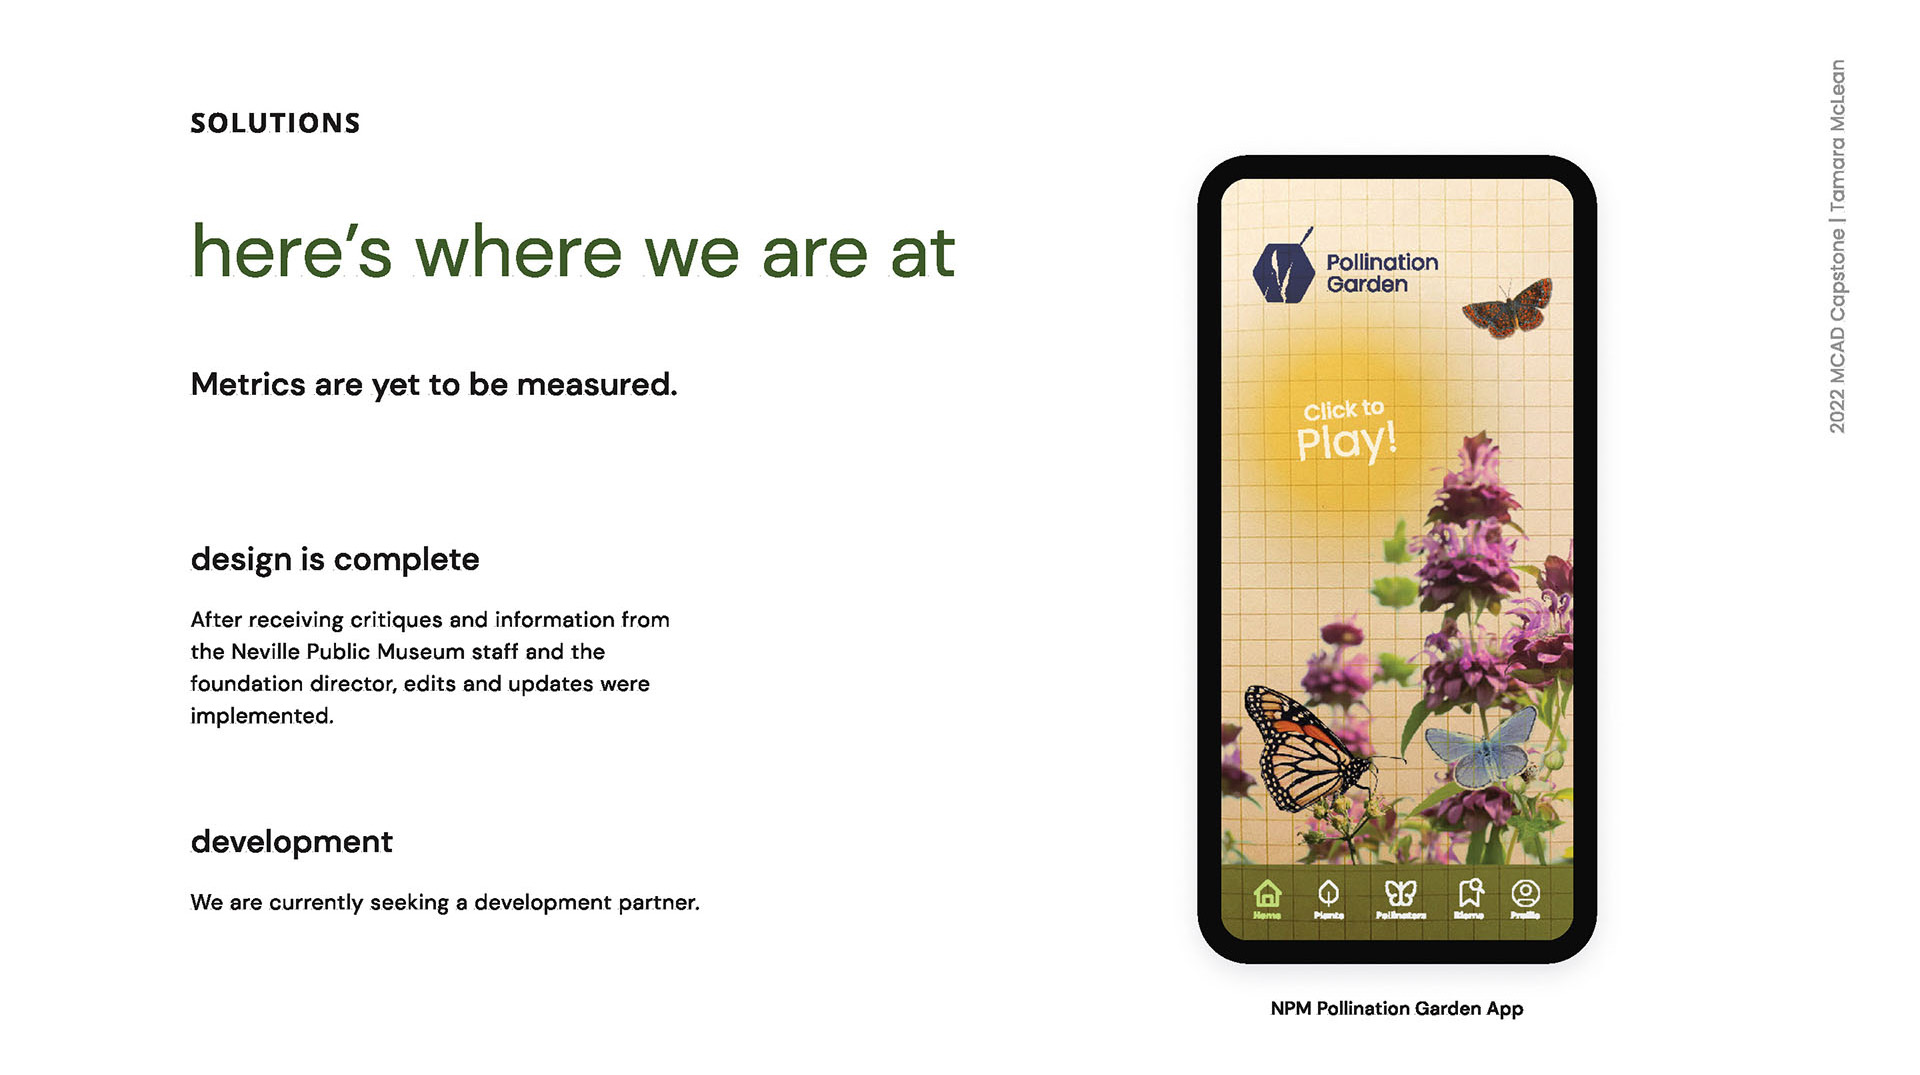 SOLUTIONS
here's where we are at
Metrics are yet to be measured.
design is complete
After receiving critiques and information from
the Neville Public Museum staff and the
foundation director, edits and updates were
implemented.
development
We are currently seeking a development partner.
Pollination
Garden
Click to
Play!
Home
Plants
Pollinators
Bioms
Profile
NPM Pollination Garden App
2022 MCAD Capstone | Tamara McLean